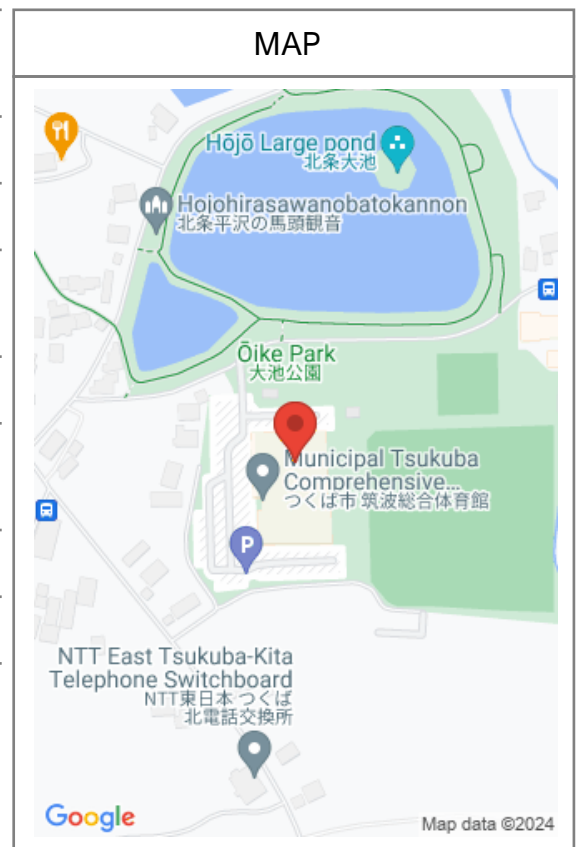 MAP
Hōjō Large pond
北条大池
Hojohirasawanobatokannon
北条平沢の馬頭観音
Ōike Park
大池公園
Municipal Tsukuba
Comprehensive...
つくば市 筑波総合体育館
P
NTT East Tsukuba-Kita
Telephone Switchboard
NTT東日本 つくば
北電話交換所
Google
Map data ©2024